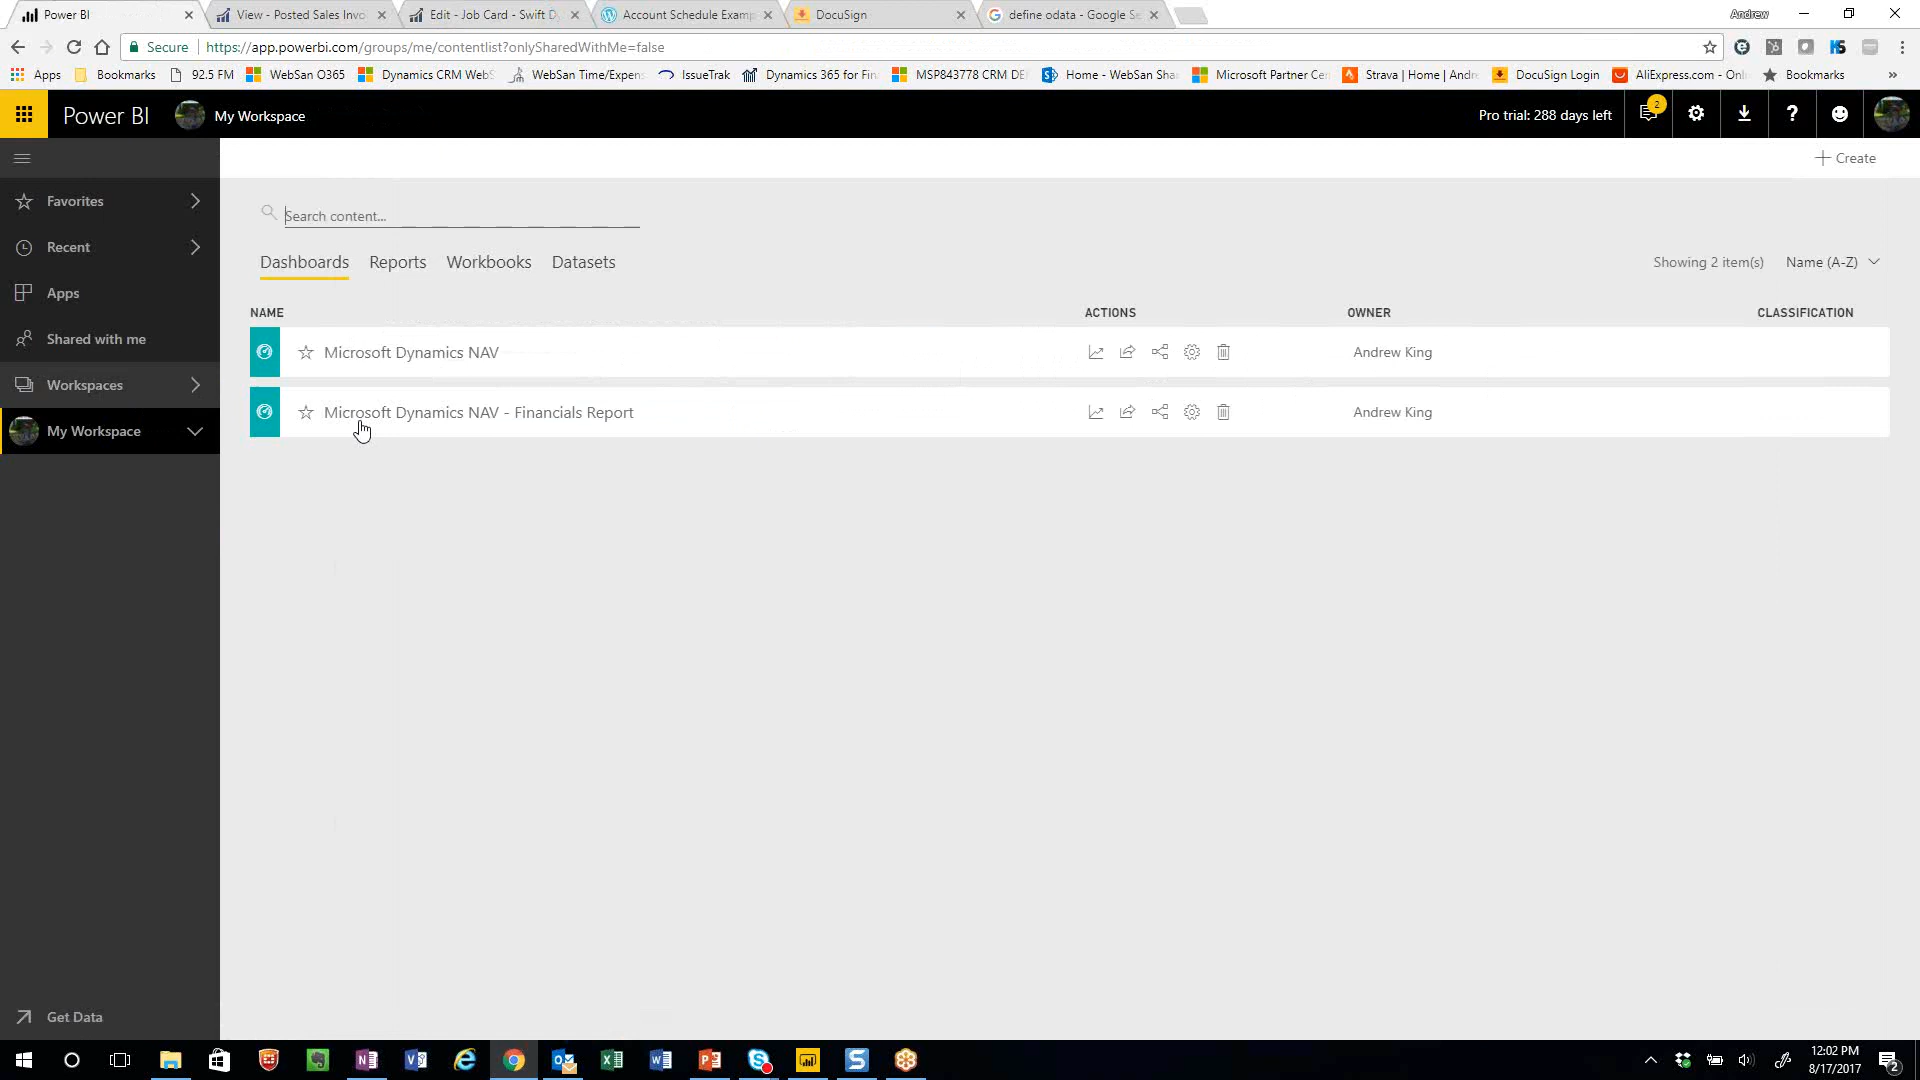 Power BI
View - Posted Sales Invo
Edit - Job Card - Swift D
Account Schedule Examp
DocuSign
define odata - Google Se
Andrew
Secure
https://app.powerbi.com/groups/me/contentlist?onlySharedWithMe=false
Apps
Bookmarks
92.5 FM
WebSan O365
Dynamics CRM WebS
WebSan Time/Expens
IssueTrak
Dynamics 365 for Fin
MSP843778 CRM DE
Home - WebSan Sha
Microsoft Partner Cen
Strava | Home | Andre
DocuSign Login
AliExpress.com - Onl
Bookmarks
»
Power BI
My Workspace
Pro trial: 288 days left
2
?
Create
Favorites
Recent
Apps
Shared with me
Workspaces
My Workspace
Get Data
Search content...
Dashboards
Reports
Workbooks
Datasets
Showing 2 item(s)
Name (A-Z)
NAME
ACTIONS
OWNER
CLASSIFICATION
Microsoft Dynamics NAV
Andrew King
Microsoft Dynamics NAV - Financials Report
Andrew King
12:02 PM
8/17/2017
2